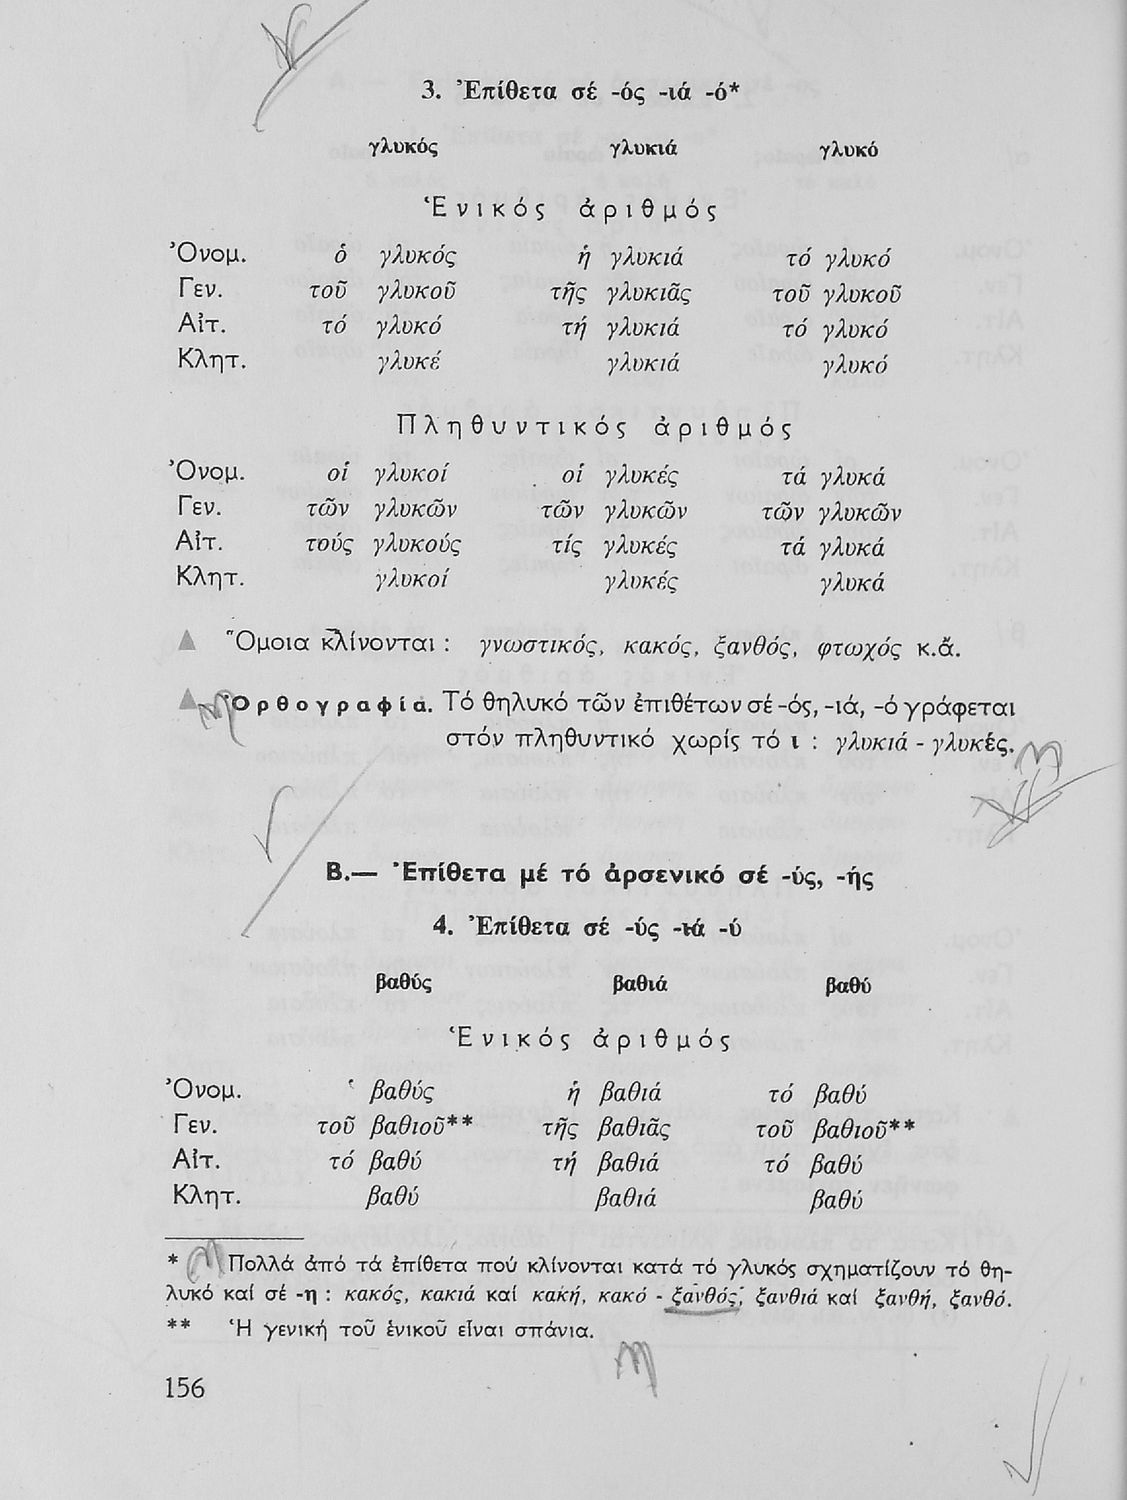 3. Ἐπίθετα σέ -ός -ιά -ό*
γλυκός γλυκιά γλυκό
Ἑνικός ἀριθμός
Ὀνομ. ὁ γλυκός ἡ γλυκιά τό γλυκό
Γεν. τοῦ γλυκοῦ τῆς γλυκιᾶς τοῦ γλυκοῦ
Αἰτ. τό γλυκό τή γλυκιά τό γλυκό
Κλητ. γλυκέ γλυκιά γλυκό
Πληθυντικός ἀριθμός
Ὀνομ. οἱ γλυκοί οἱ γλυκές τά γλυκά
Γεν. τῶν γλυκῶν τῶν γλυκῶν τῶν γλυκῶν
Αἰτ. τούς γλυκούς τίς γλυκές τά γλυκά
Κλητ. γλυκοί γλυκές γλυκά
▲ Ὅμοια κλίνονται : γνωστικός, κακός, ξανθός, φτωχός κ.ἄ.
▲ Ὀρθογραφία. Τό θηλυκό τῶν ἐπιθέτων σέ -ός, -ιά, -ό γράφεται
στόν πληθυντικό χωρίς τό ι : γλυκιά - γλυκές.
Β.— Ἐπίθετα μέ τό ἀρσενικό σέ -ύς, -ής
4. Ἐπίθετα σέ -ύς -ιά -ύ
βαθύς βαθιά βαθύ
Ἑνικός ἀριθμός
Ὀνομ. ὁ βαθύς ἡ βαθιά τό βαθύ
Γεν. τοῦ βαθιοῦ** τῆς βαθιᾶς τοῦ βαθιοῦ**
Αἰτ. τό βαθύ τή βαθιά τό βαθύ
Κλητ. βαθύ βαθιά βαθύ
* Πολλά ἀπό τά ἐπίθετα πού κλίνονται κατά τό γλυκός σχηματίζουν τό θη-
λυκό καί σέ -η : κακός, κακιά καί κακή, κακό - ξανθός, ξανθιά καί ξανθή, ξανθό.
** Ἡ γενική τοῦ ἑνικοῦ εἶναι σπάνια.
156